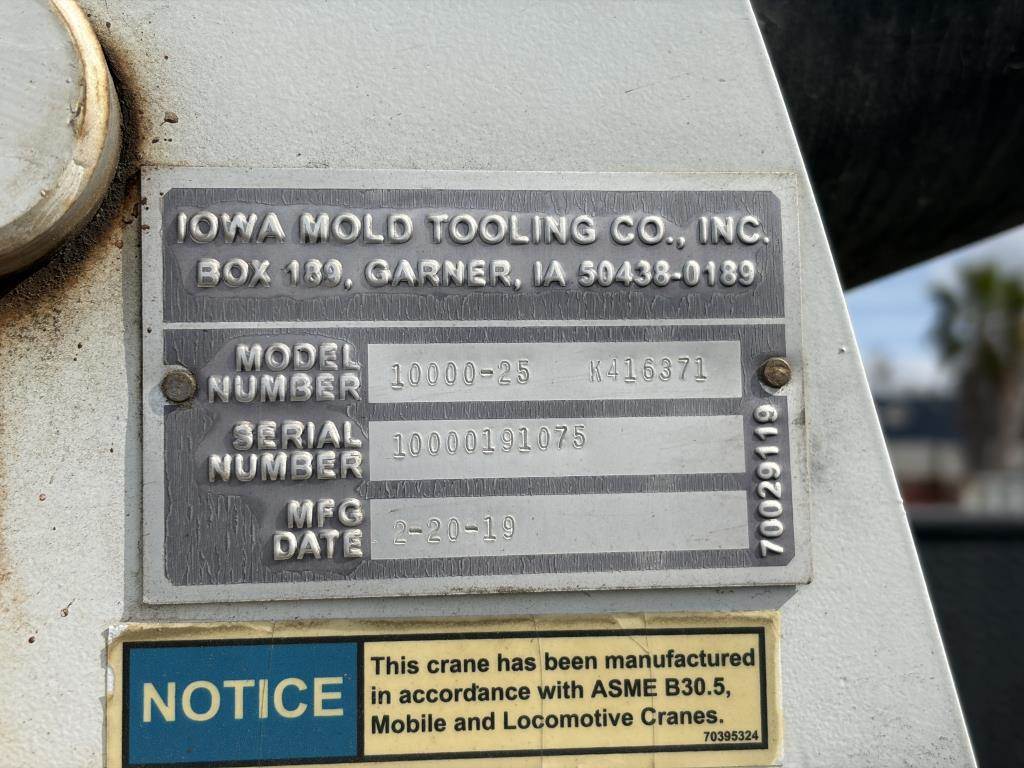 IOWA MOLD TOOLING CO., INC.
BOX 189, GARNER, IA 50438-0189
MODEL NUMBER 10000-25 K416371
SERIAL NUMBER 10000191075
MFG DATE 2-20-19
70029119
NOTICE
This crane has been manufactured
in accordance with ASME B30.5,
Mobile and Locomotive Cranes.
70395324